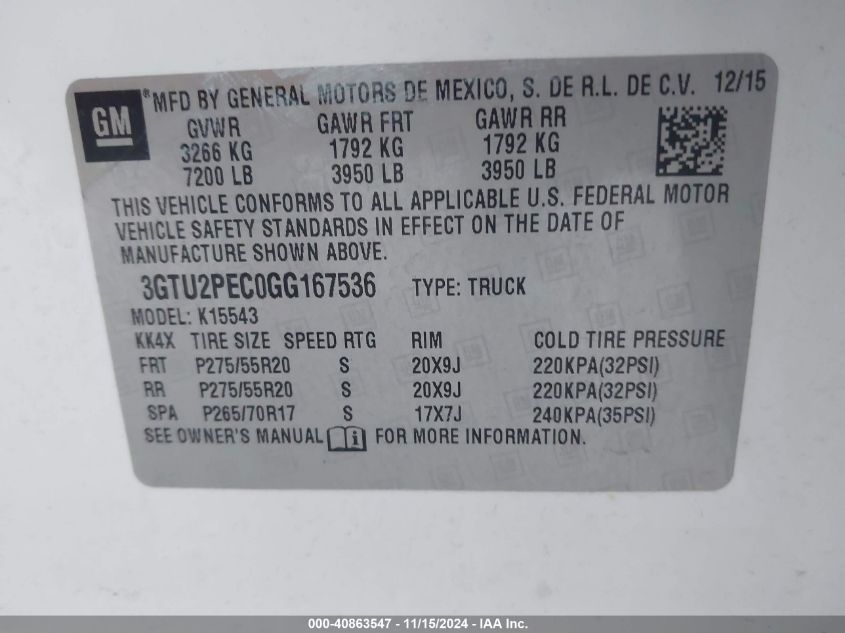 GM ®MFD BY GENERAL MOTORS DE MEXICO, S. DE R.L. DE C.V. 12/15
GVWR GAWR FRT GAWR RR
3266 KG 1792 KG 1792 KG
7200 LB 3950 LB 3950 LB
THIS VEHICLE CONFORMS TO ALL APPLICABLE U.S. FEDERAL MOTOR
VEHICLE SAFETY STANDARDS IN EFFECT ON THE DATE OF
MANUFACTURE SHOWN ABOVE.
3GTU2PEC0GG167536 TYPE: TRUCK
MODEL: K15543
KK4X TIRE SIZE SPEED RTG RIM COLD TIRE PRESSURE
FRT P275/55R20 S 20X9J 220KPA(32PSI)
RR P275/55R20 S 20X9J 220KPA(32PSI)
SPA P265/70R17 S 17X7J 240KPA(35PSI)
SEE OWNER'S MANUAL FOR MORE INFORMATION.
000-40863547 - 11/15/2024 - IAA Inc.